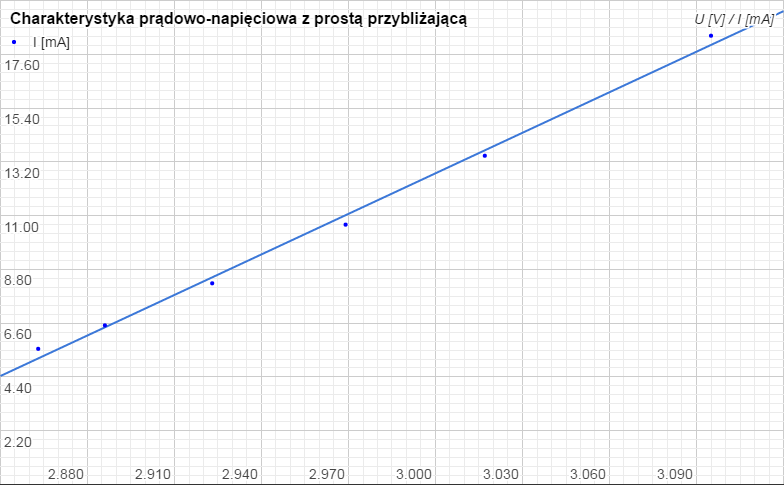 Charakterystyka prądowo-napięciowa z prostą przybliżającą
U [V] / I [mA]
I [mA]
17.60
15.40
13.20
11.00
8.80
6.60
4.40
2.20
2.880 2.910 2.940 2.970 3.000 3.030 3.060 3.090